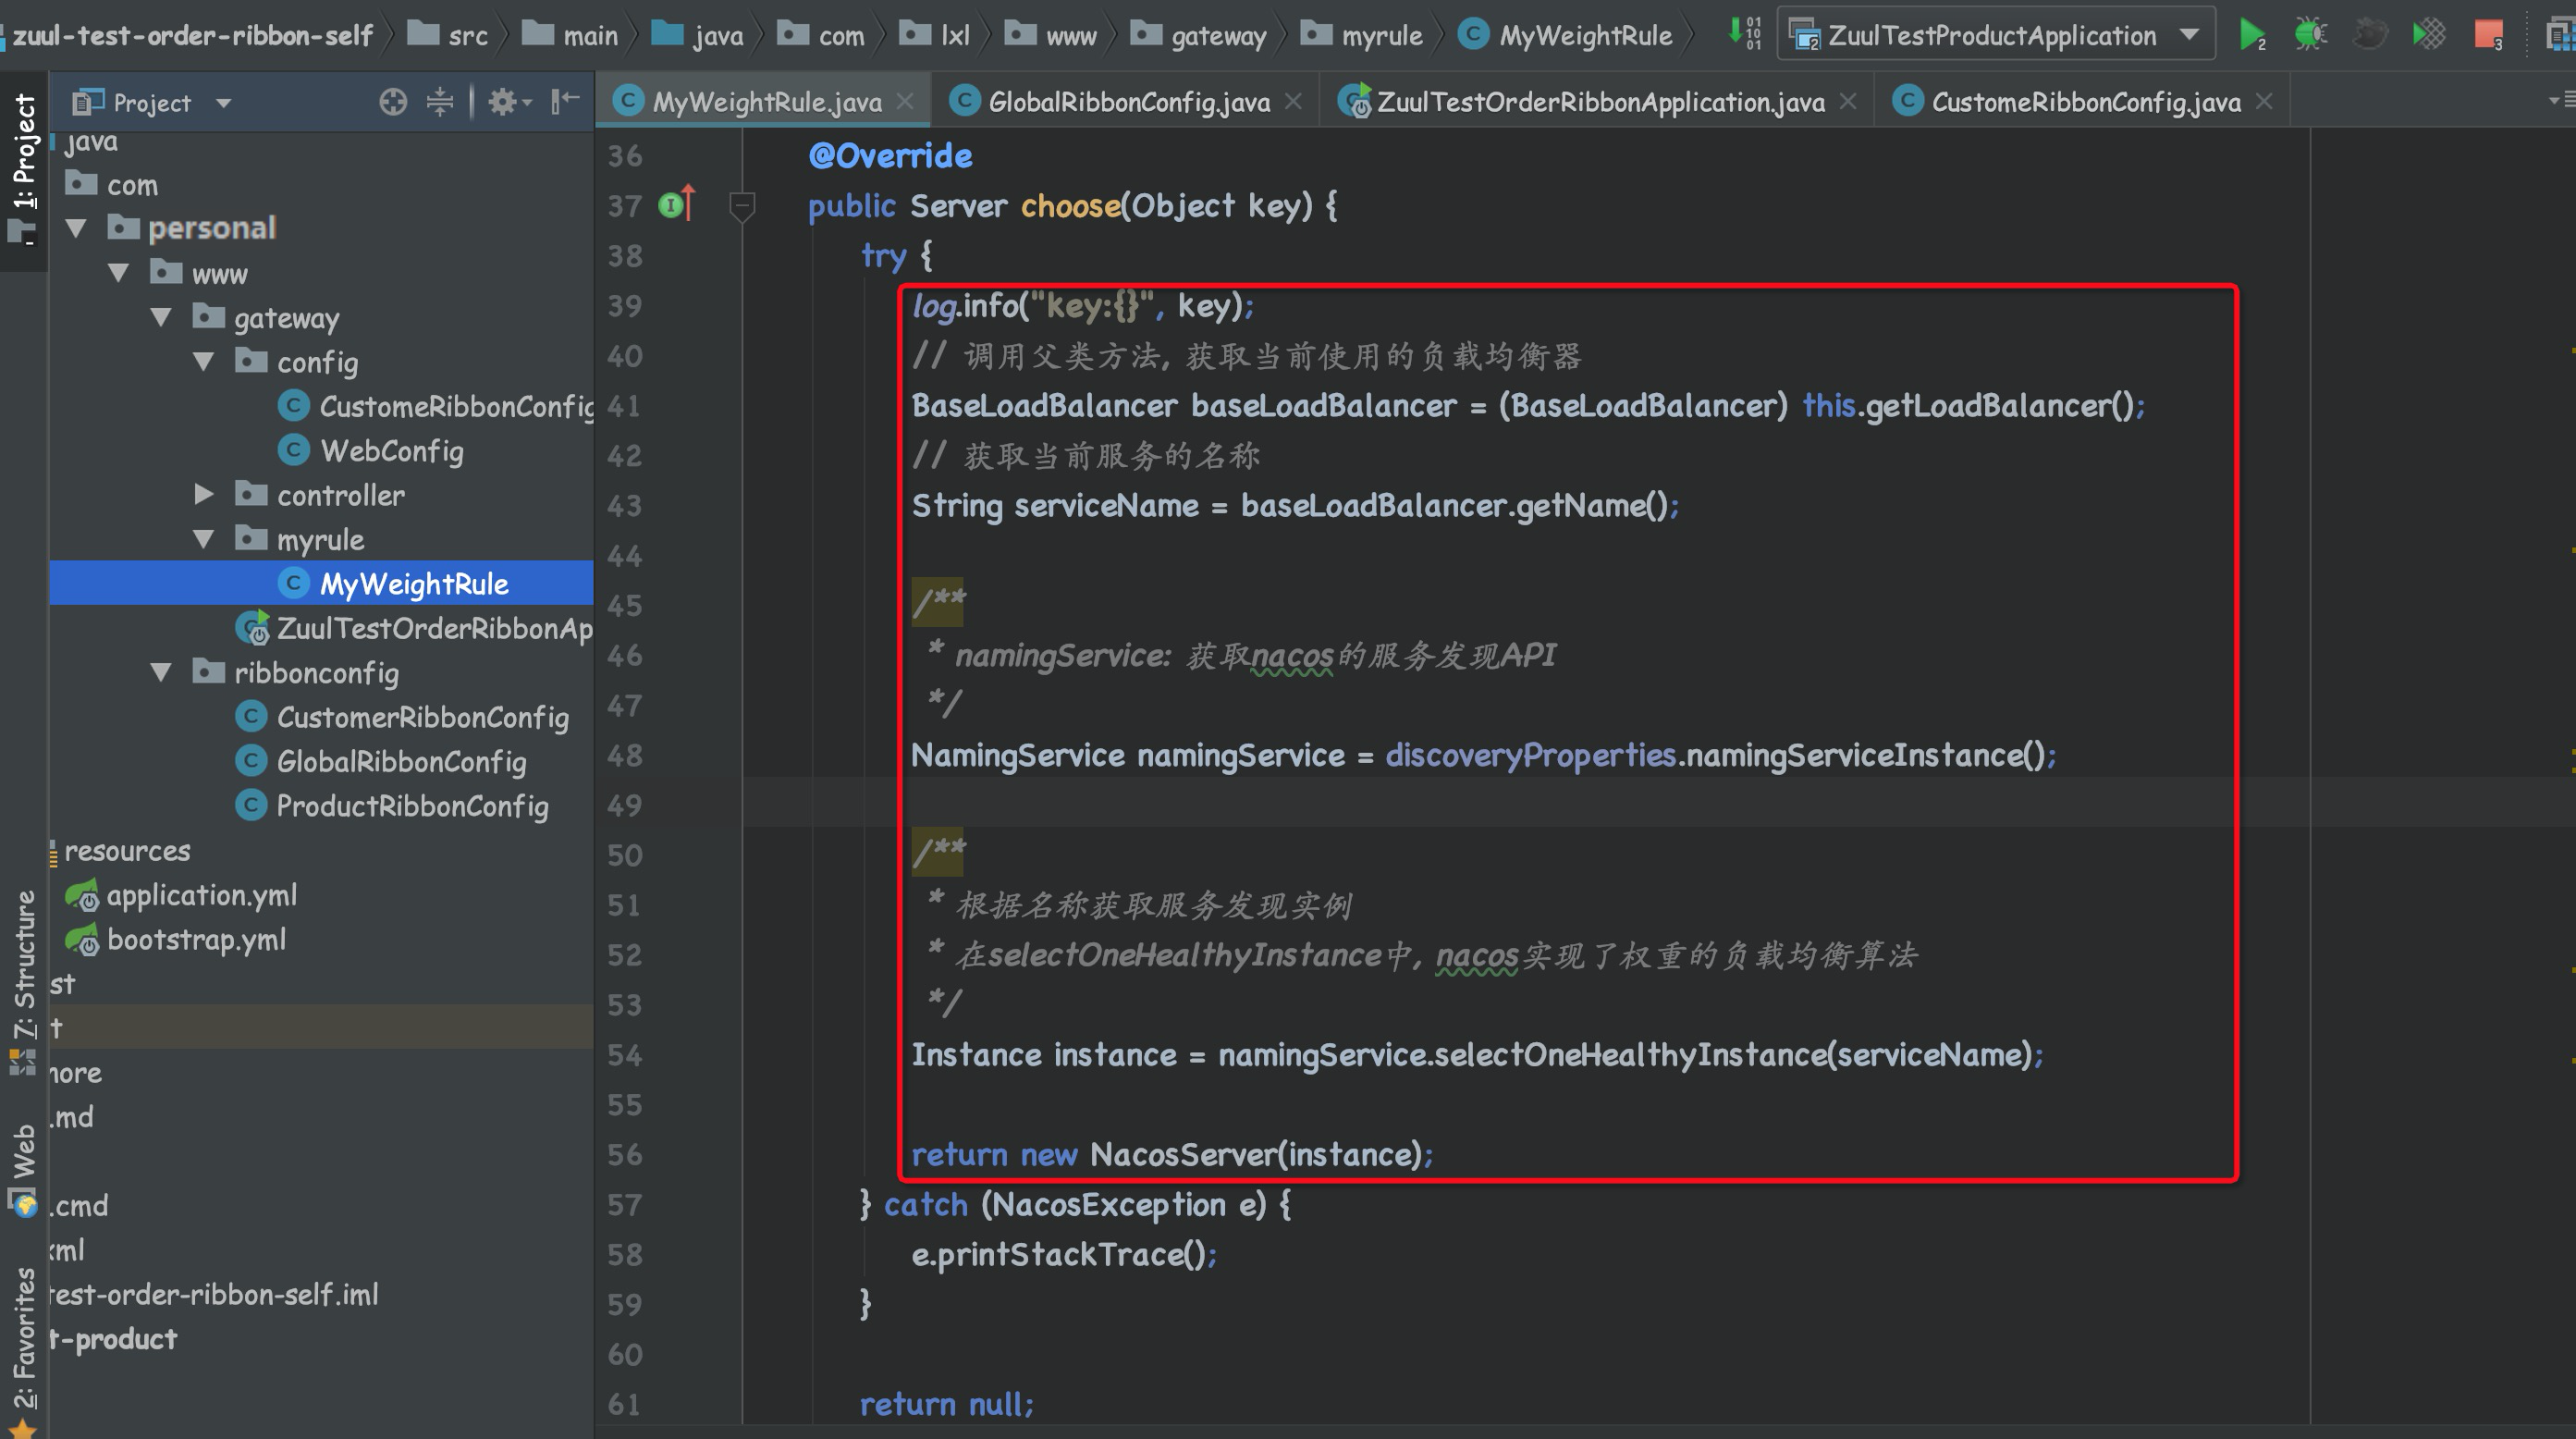 zuul-test-order-ribbon-self src main java com lxl www gateway myrule MyWeightRule ZuulTestProductApplication
1: Project
Project
java
com
personal
www
gateway
config
CustomeRibbonConfig
WebConfig
controller
myrule
MyWeightRule
ZuulTestOrderRibbonAp
ribbonconfig
CustomerRibbonConfig
GlobalRibbonConfig
ProductRibbonConfig
resources
application.yml
bootstrap.yml
st
t
.md
.cmd
test-order-ribbon-self.iml
t-product
7: Structure
Web
2: Favorites
MyWeightRule.java GlobalRibbonConfig.java ZuulTestOrderRibbonApplication.java CustomeRibbonConfig.java
36 @Override
37 public Server choose(Object key) {
38 try {
39 log.info("key:{}", key);
40 // 调用父类方法, 获取当前使用的负载均衡器
41 BaseLoadBalancer baseLoadBalancer = (BaseLoadBalancer) this.getLoadBalancer();
42 // 获取当前服务的名称
43 String serviceName = baseLoadBalancer.getName();
44
45 /**
46 * namingService: 获取nacos的服务发现API
47 */
48 NamingService namingService = discoveryProperties.namingServiceInstance();
49
50 /**
51 * 根据名称获取服务发现实例
52 * 在selectOneHealthyInstance中, nacos实现了权重的负载均衡算法
53 */
54 Instance instance = namingService.selectOneHealthyInstance(serviceName);
55
56 return new NacosServer(instance);
57 } catch (NacosException e) {
58 e.printStackTrace();
59 }
60
61 return null;